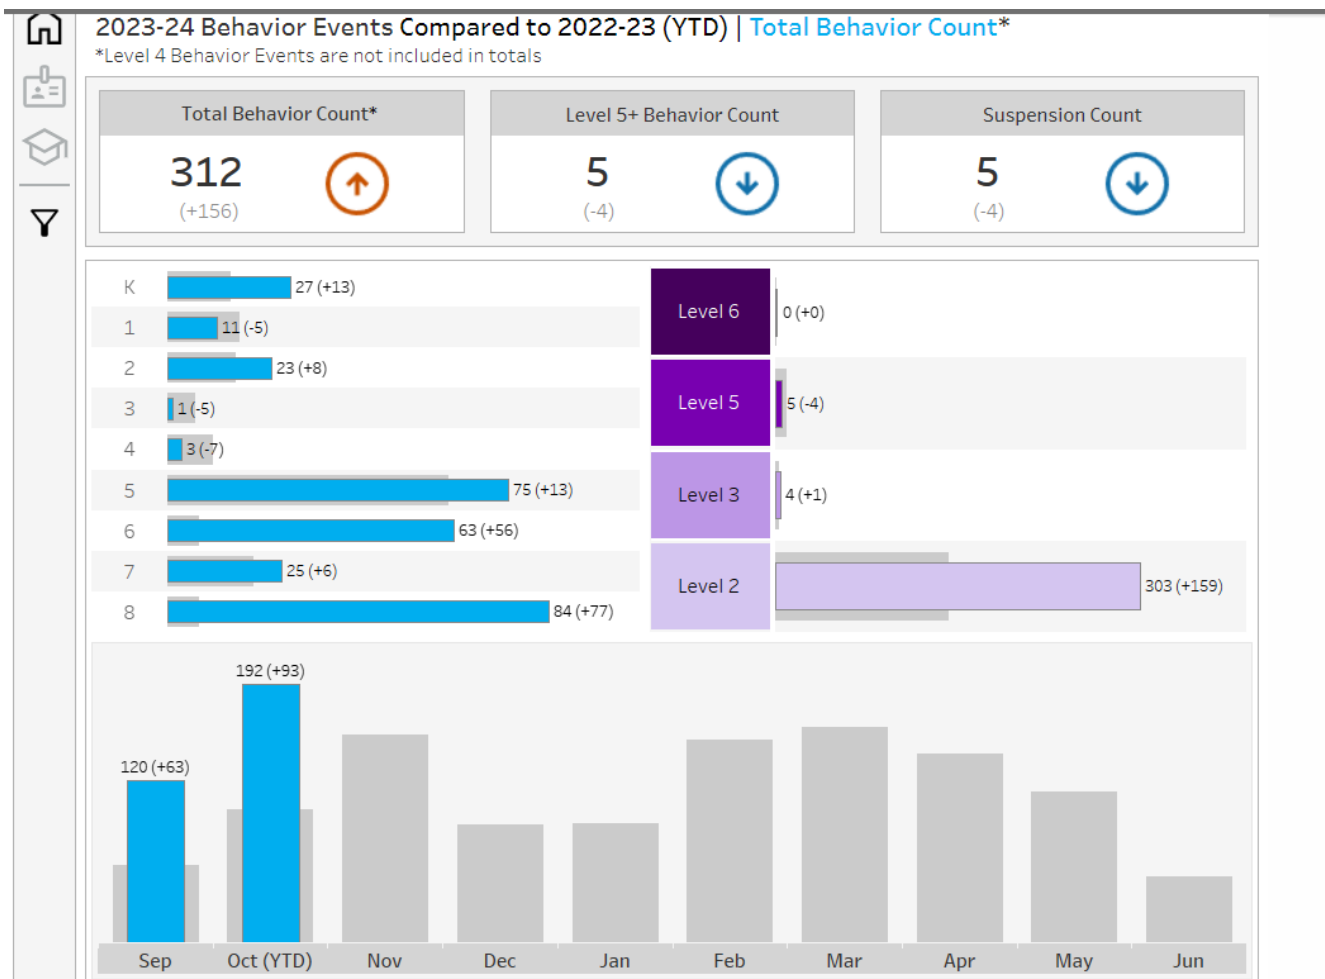 2023-24 Behavior Events Compared to 2022-23 (YTD) | Total Behavior Count*
*Level 4 Behavior Events are not included in totals
Total Behavior Count*
312
(+156)
Level 5+ Behavior Count
5
(-4)
Suspension Count
5
(-4)
K 27 (+13)
1 11 (-5)
2 23 (+8)
3 1 (-5)
4 3 (-7)
5 75 (+13)
6 63 (+56)
7 25 (+6)
8 84 (+77)
Level 6 0 (+0)
Level 5 5 (-4)
Level 3 4 (+1)
Level 2 303 (+159)
192 (+93)
120 (+63)
Sep Oct (YTD) Nov Dec Jan Feb Mar Apr May Jun